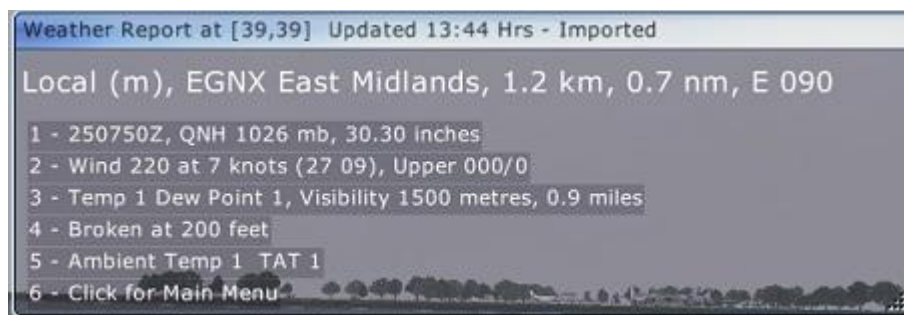 Weather Report at [39,39] Updated 13:44 Hrs - Imported
Local (m), EGNX East Midlands, 1.2 km, 0.7 nm, E 090
1 - 250750Z, QNH 1026 mb, 30.30 inches
2 - Wind 220 at 7 knots (27 09), Upper 000/0
3 - Temp 1 Dew Point 1, Visibility 1500 metres, 0.9 miles
4 - Broken at 200 feet
5 - Ambient Temp 1 TAT 1
6 - Click for Main Menu